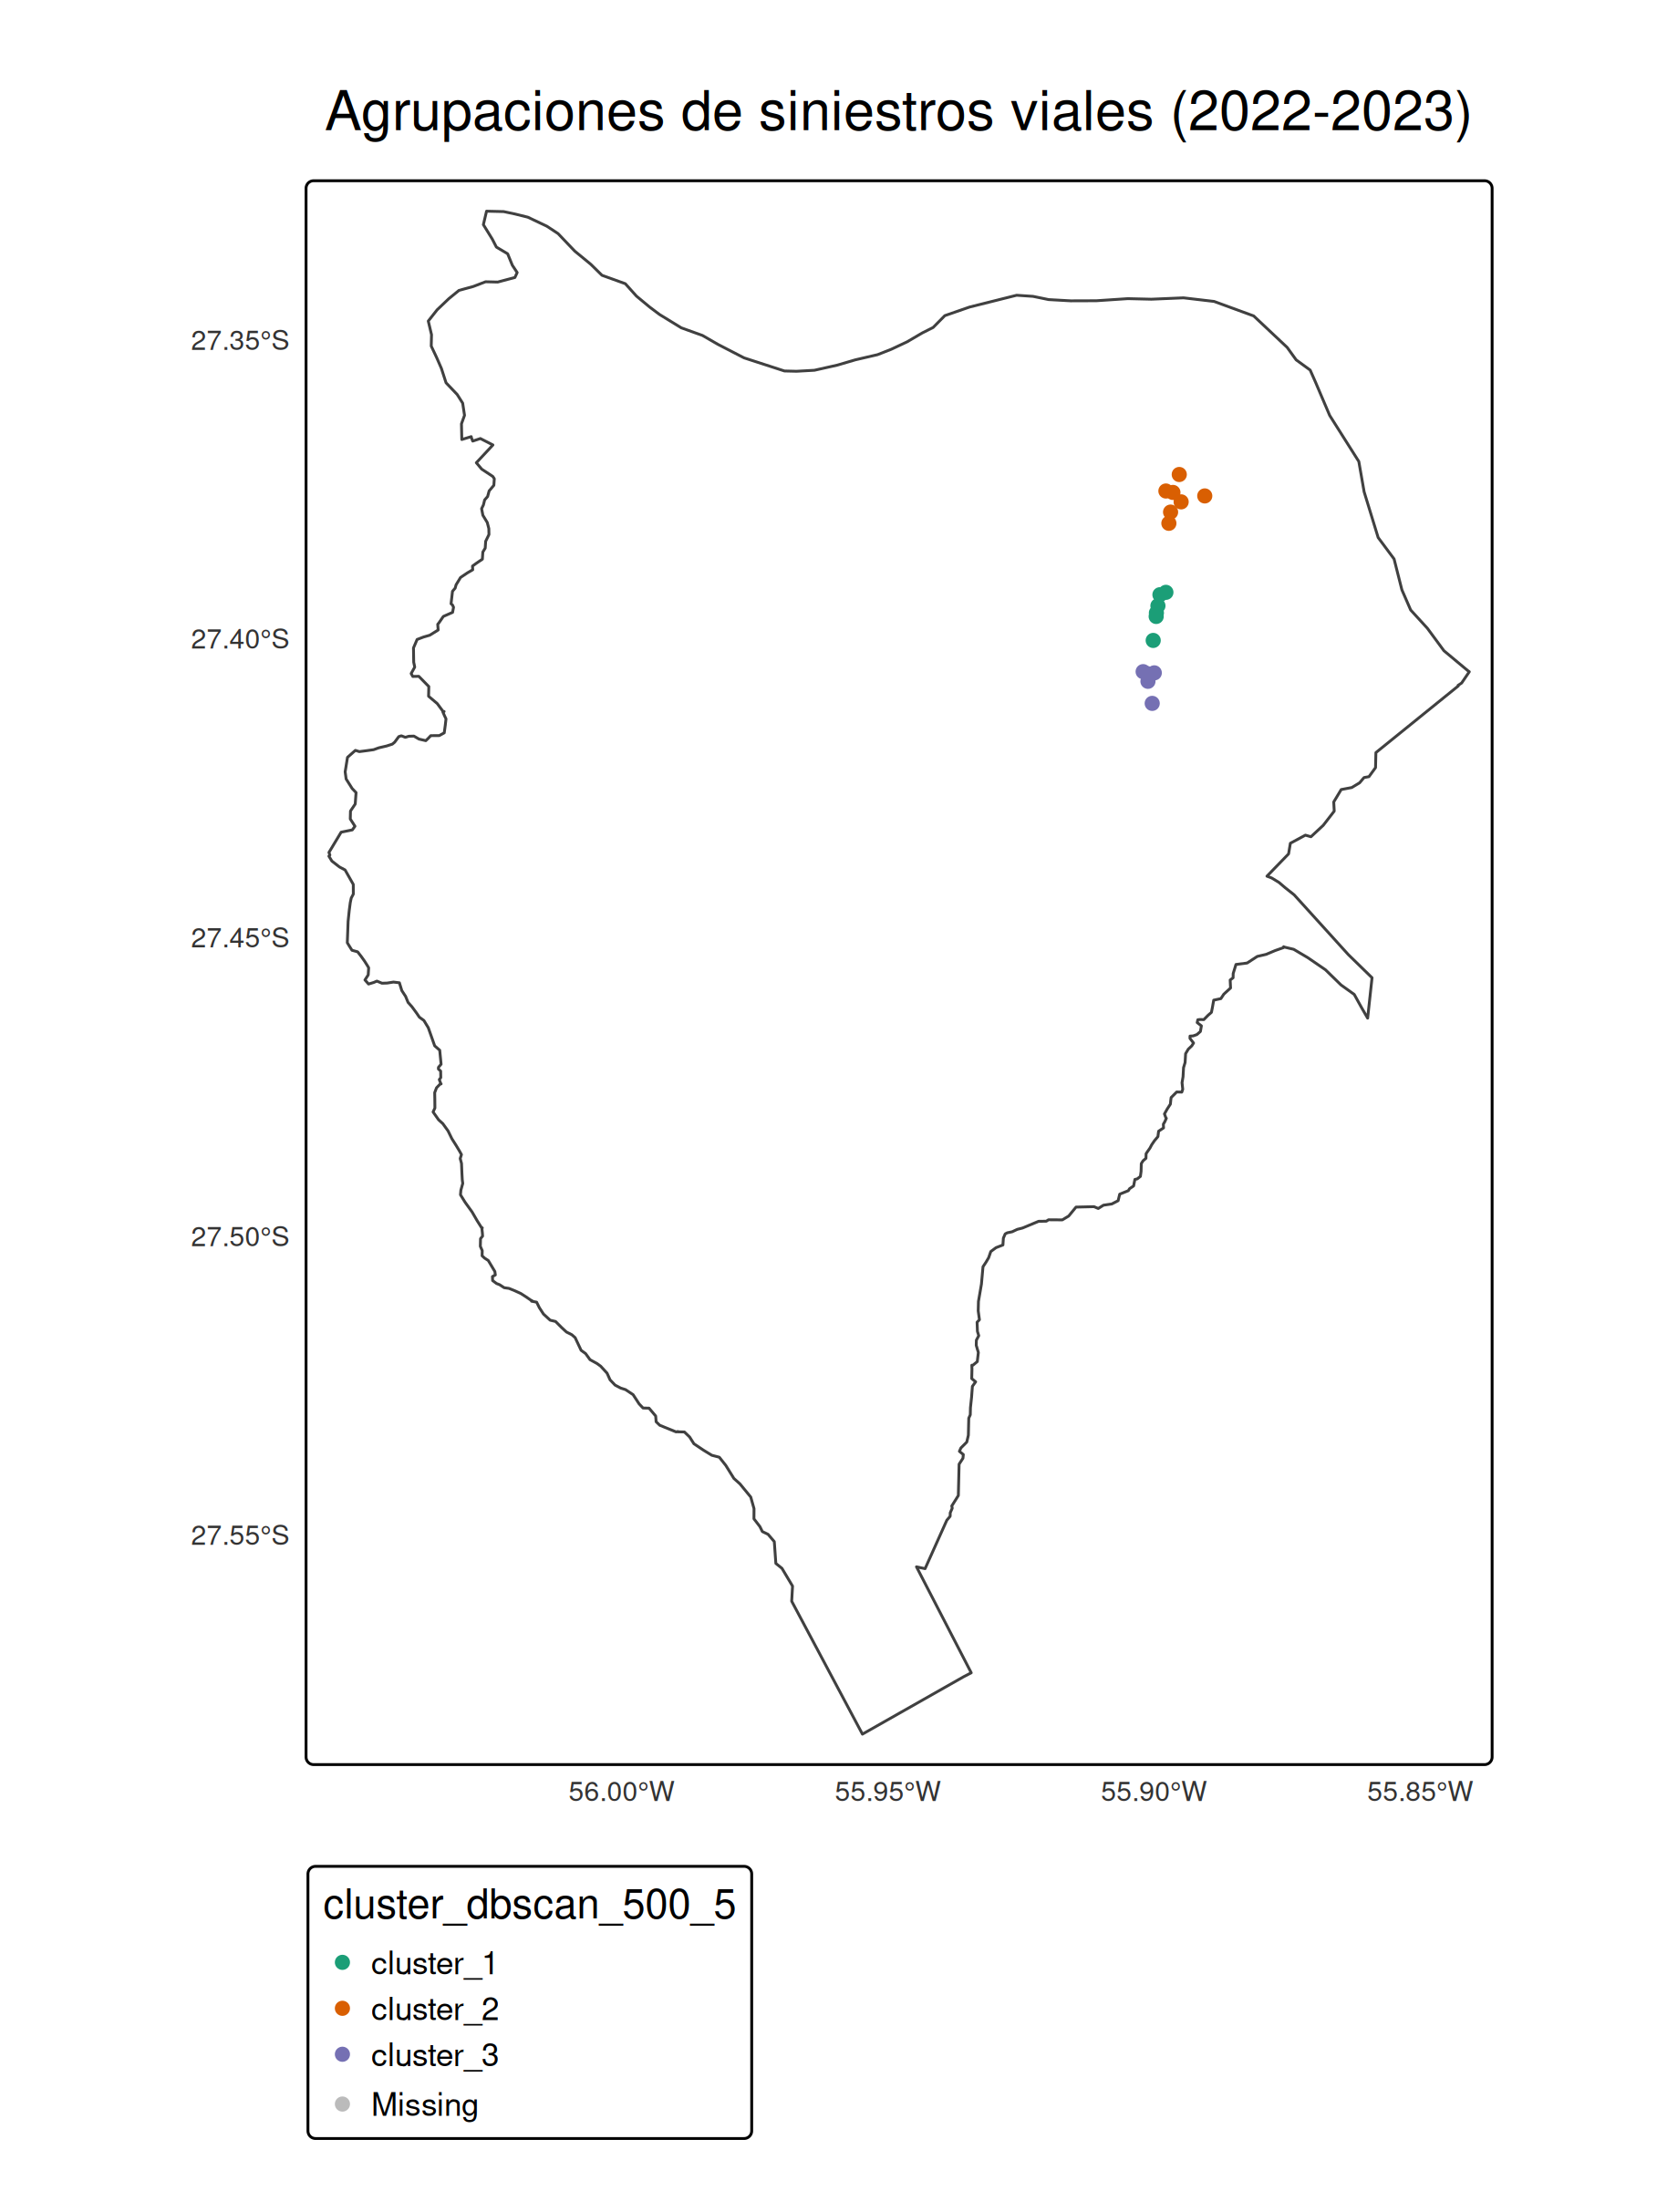 Agrupaciones de siniestros viales (2022-2023)
27.35°S
27.40°S
27.45°S
27.50°S
27.55°S
56.00°W
55.95°W
55.90°W
55.85°W
cluster_dbscan_500_5
cluster_1
cluster_2
cluster_3
Missing